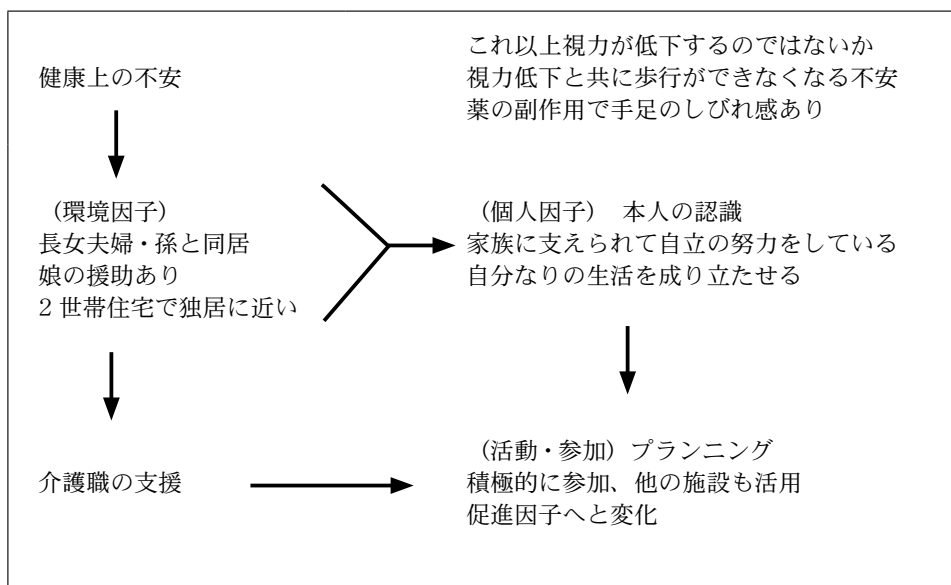 健康上の不安
これ以上視力が低下するのではないか
視力低下と共に歩行ができなくなる不安
薬の副作用で手足のしびれ感あり
（環境因子）
長女夫婦・孫と同居
娘の援助あり
2 世帯住宅で独居に近い
（個人因子） 本人の認識
家族に支えられて自立の努力をしている
自分なりの生活を成り立たせる
介護職の支援
（活動・参加）プランニング
積極的に参加、他の施設も活用
促進因子へと変化